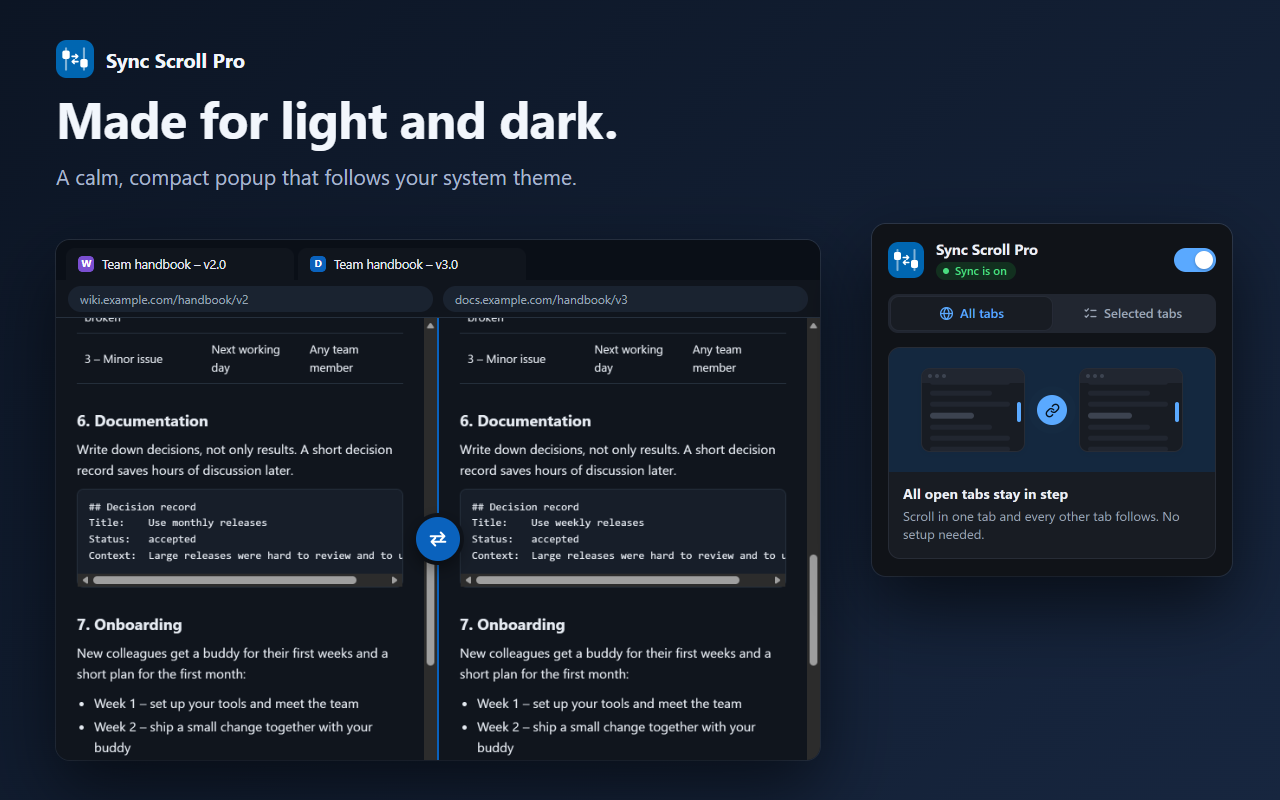 Sync Scroll Pro
Made for light and dark.
A calm, compact popup that follows your system theme.
W Team handbook – v2.0
D Team handbook – v3.0
wiki.example.com/handbook/v2
docs.example.com/handbook/v3
broken
3 – Minor issue
Next working
day
Any team
member
6. Documentation
Write down decisions, not only results. A short decision
record saves hours of discussion later.
## Decision record
Title: Use monthly releases
Status: accepted
Context: Large releases were hard to review and to
7. Onboarding
New colleagues get a buddy for their first weeks and a
short plan for the first month:
• Week 1 – set up your tools and meet the team
• Week 2 – ship a small change together with your
buddy
broken
3 – Minor issue
Next working
day
Any team
member
6. Documentation
Write down decisions, not only results. A short decision
record saves hours of discussion later.
## Decision record
Title: Use weekly releases
Status: accepted
Context: Large releases were hard to review and to
7. Onboarding
New colleagues get a buddy for their first weeks and a
short plan for the first month:
• Week 1 – set up your tools and meet the team
• Week 2 – ship a small change together with your
buddy
Sync Scroll Pro
Sync is on
All tabs
Selected tabs
All open tabs stay in step
Scroll in one tab and every other tab follows. No
setup needed.